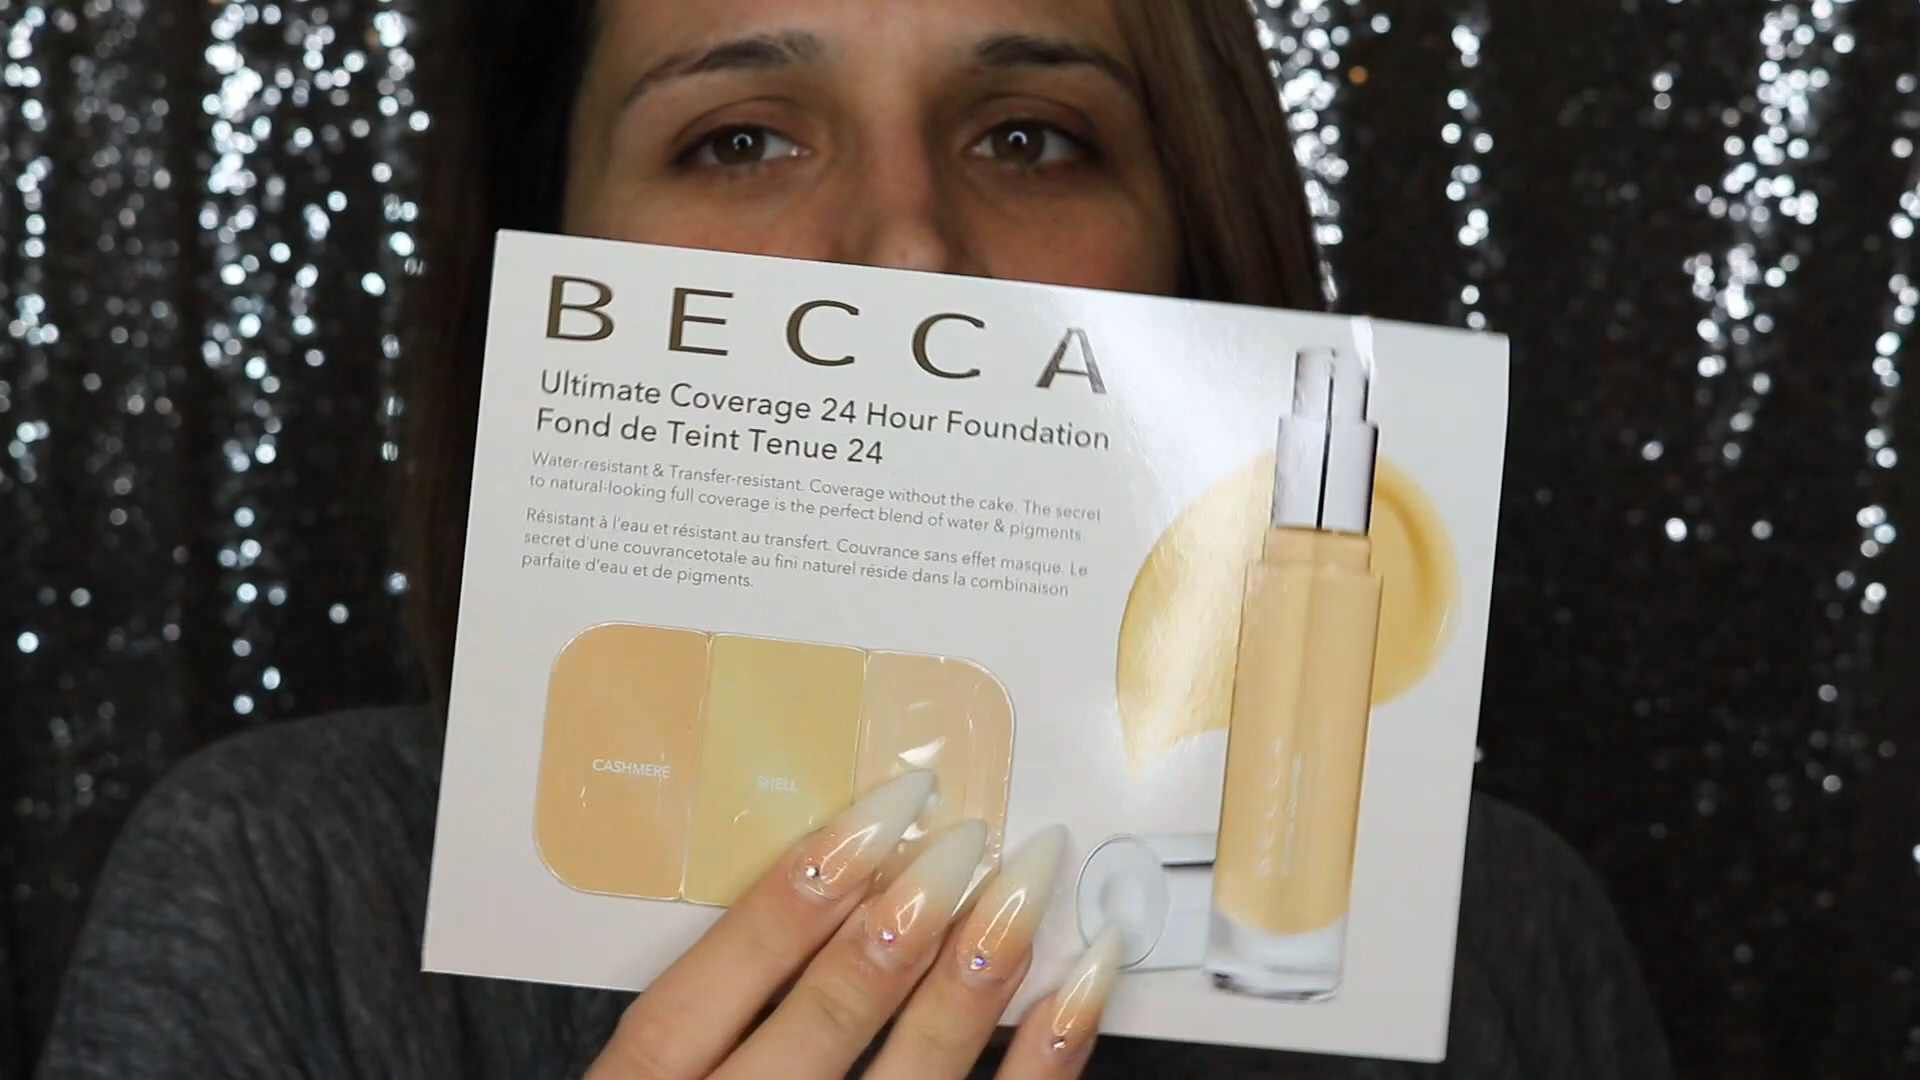 BECCA
Ultimate Coverage 24 Hour Foundation
Fond de Teint Tenue 24
Water-resistant & Transfer-resistant. Coverage without the cake. The secret
to natural-looking full coverage is the perfect blend of water & pigments.
Résistant à l'eau et résistant au transfert. Couvrance sans effet masque. Le
secret d'une couvrancetotale au fini naturel réside dans la combinaison
parfaite d'eau et de pigments.
CASHMERE
SHELL